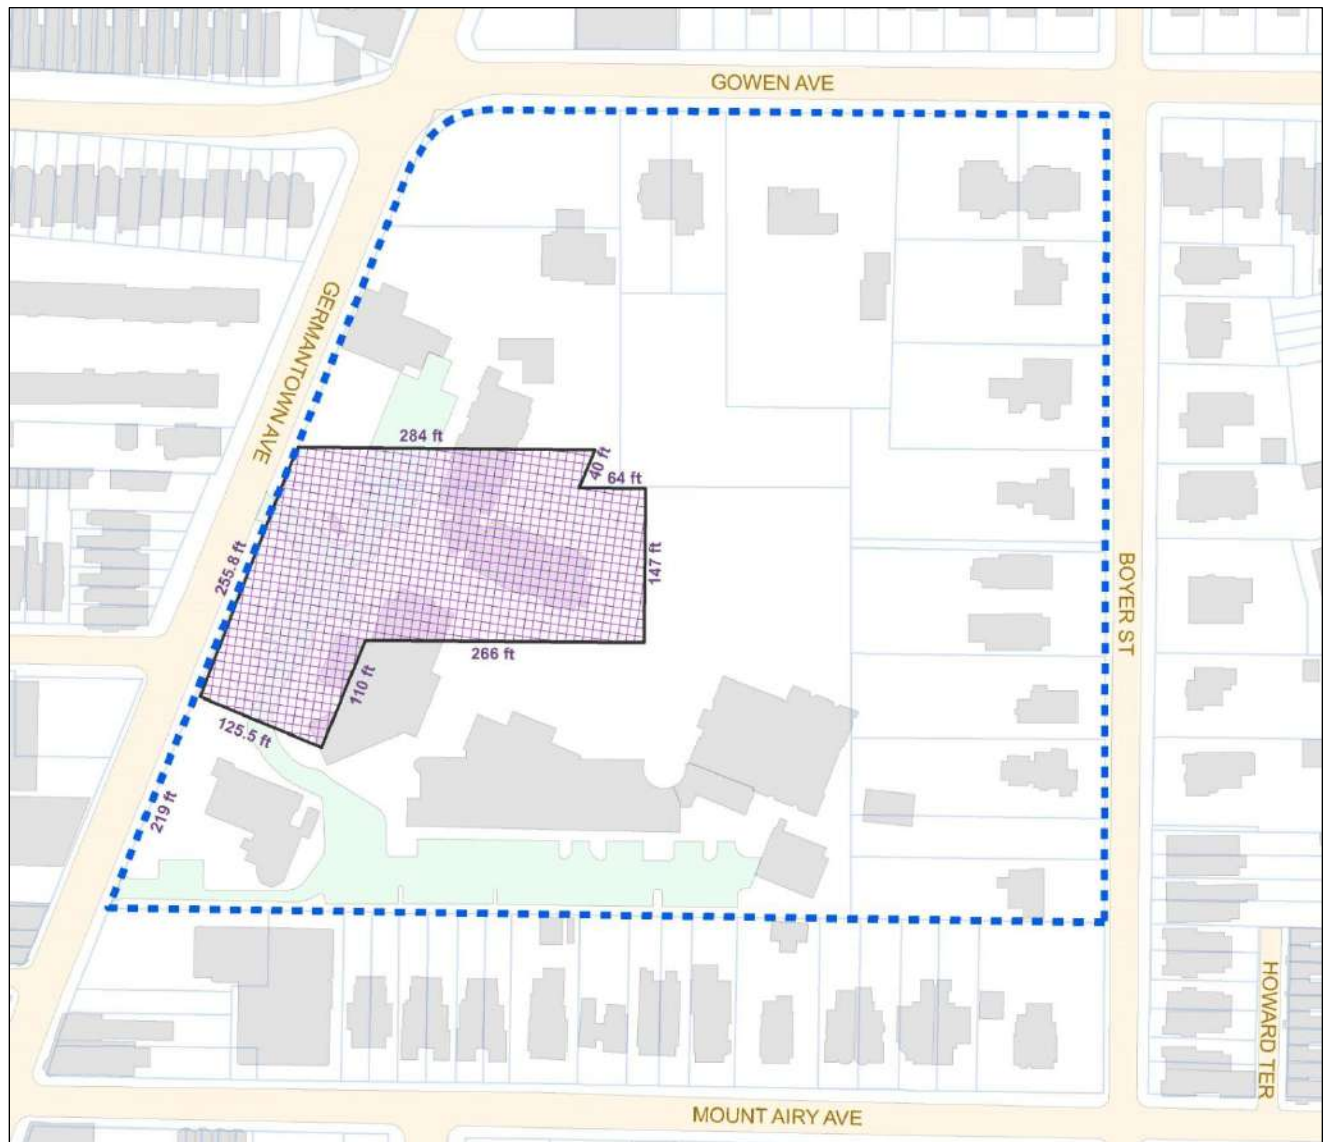 GOWEN AVE
GERMANTOWN AVE
284 ft
40 ft
64 ft
255.8 ft
147 ft
BOYER ST
266 ft
110 ft
125.5 ft
219 ft
HOWARD TER
MOUNT AIRY AVE